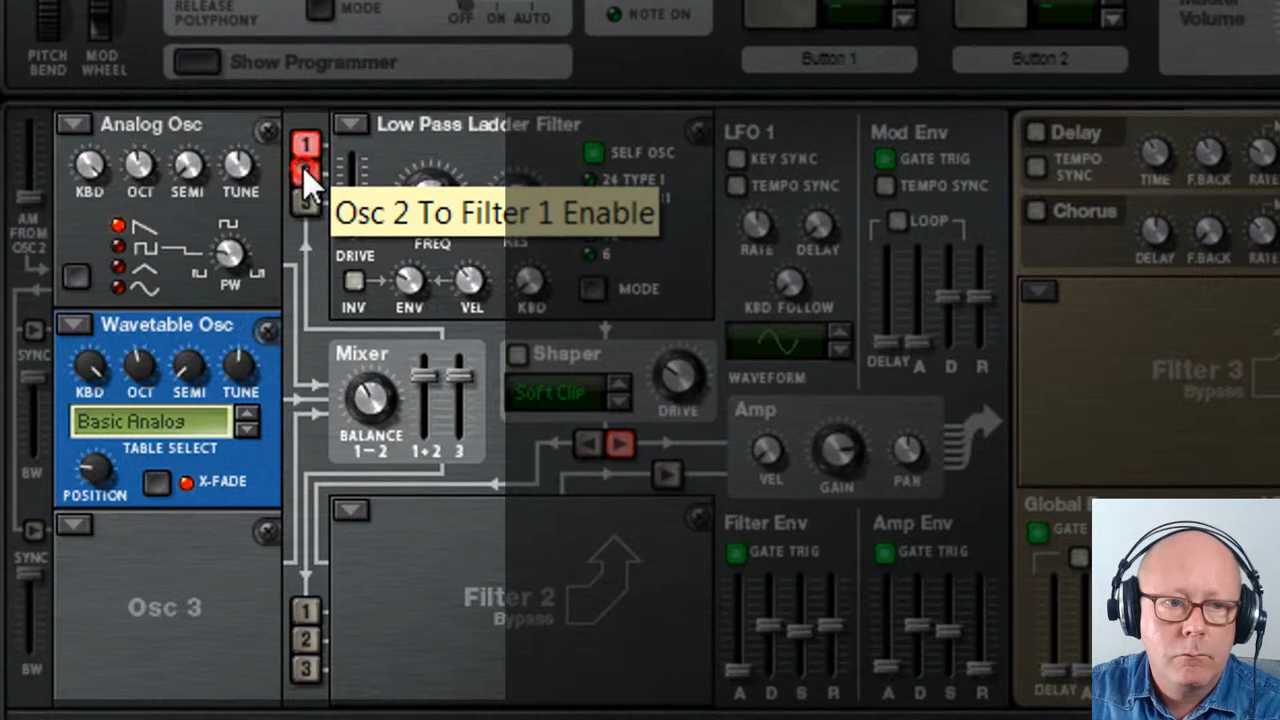 RELEASE
POLYPHONY
MODE
OFF ON AUTO
NOTE ON
Master
Volume
PITCH
BEND
MOD
WHEEL
Show Programmer
Button 1
Button 2
Analog Osc
KBD OCT SEMI TUNE
PW
AM
FROM
OSC 2
SYNC
BW
SYNC
BW
Wavetable Osc
KBD OCT SEMI TUNE
Basic Analog
TABLE SELECT
POSITION
X-FADE
Osc 3
1
Low Pass Ladder Filter
SELF OSC
24 TYPE I
Osc 2 To Filter 1 Enable
FREQ
RES
6
DRIVE
INV ENV VEL KBD
MODE
Mixer
BALANCE
1–2 1+2 3
Shaper
Soft Clip
DRIVE
1
2
3
Filter 2
Bypass
LFO 1
KEY SYNC
TEMPO SYNC
RATE DELAY
KBD FOLLOW
WAVEFORM
Mod Env
GATE TRIG
TEMPO SYNC
LOOP
DELAY A D R
Amp
VEL GAIN PAN
Filter Env
GATE TRIG
A D S R
Amp Env
GATE TRIG
A D S R
Delay
TEMPO
SYNC
TIME F.BACK RATE
Chorus
DELAY F.BACK RATE
Filter 3
Bypass
Global
GATE
DELAY